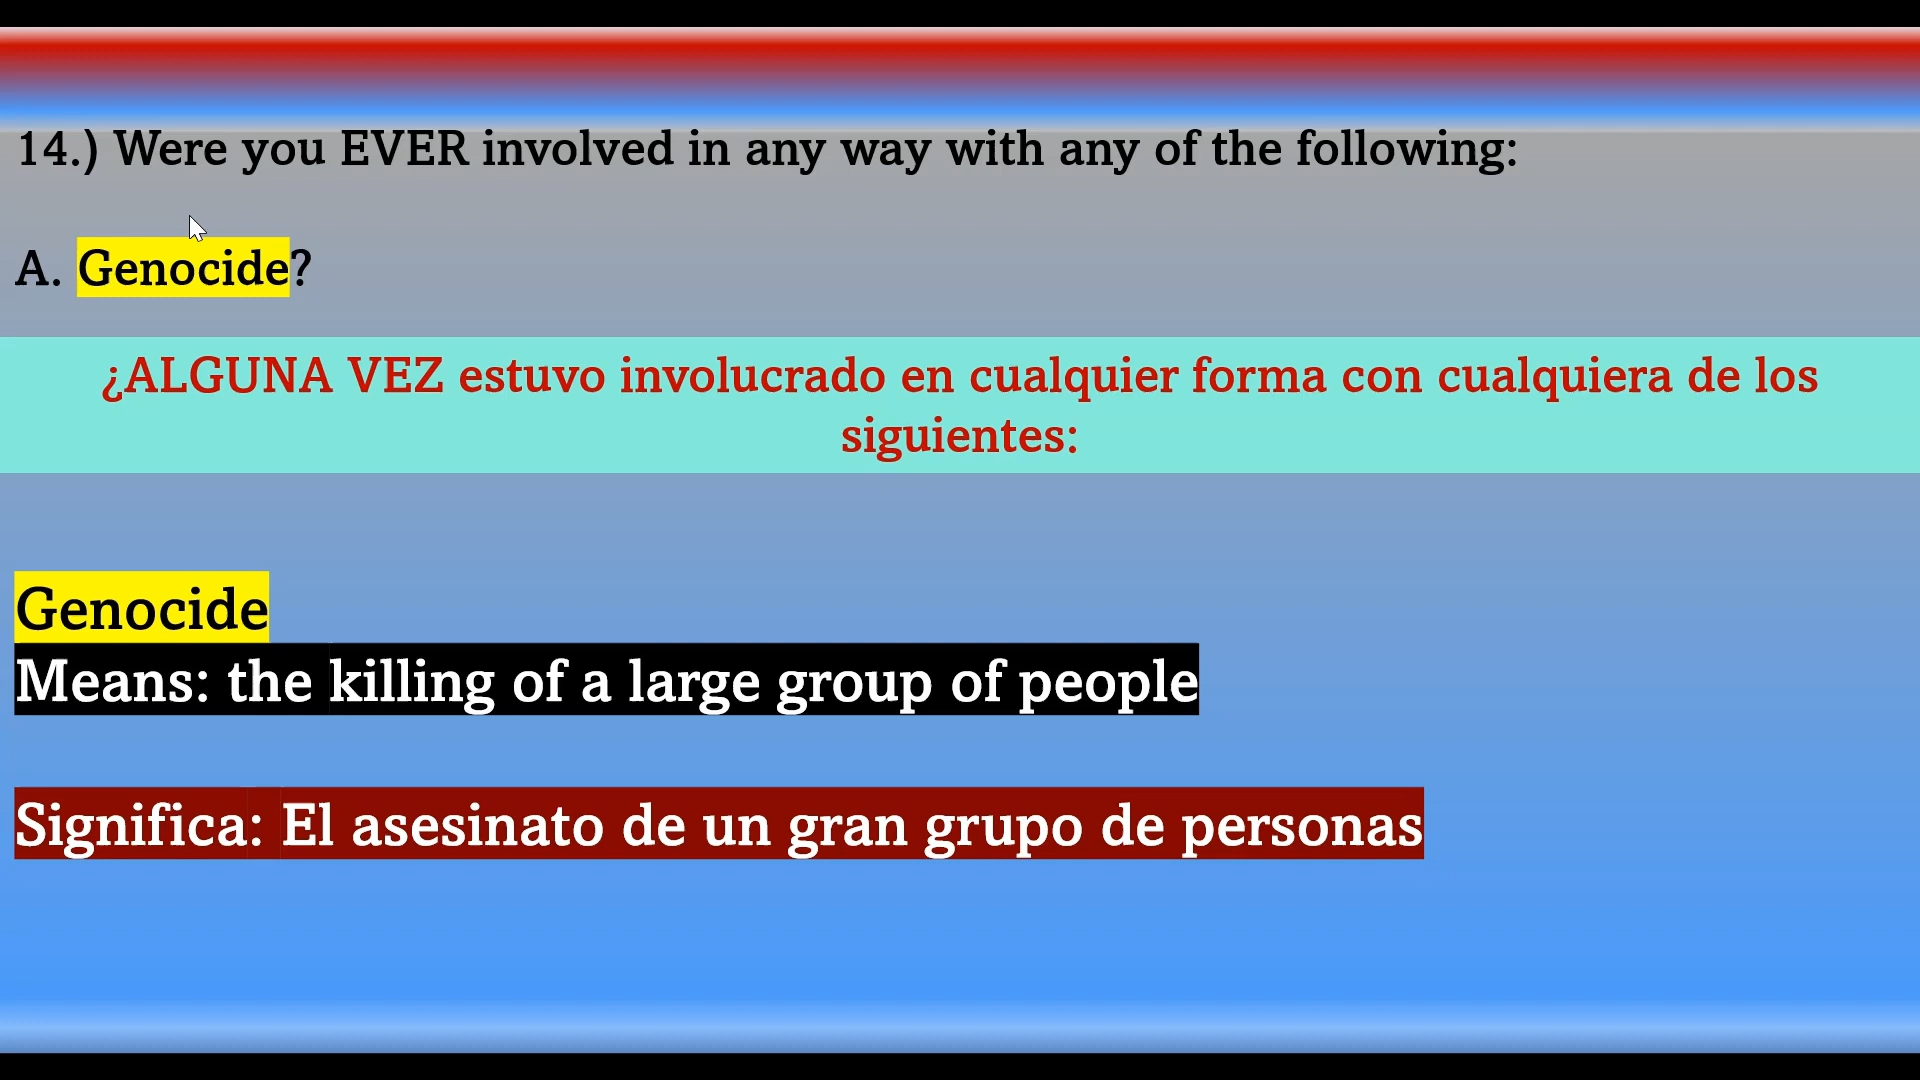 14.) Were you EVER involved in any way with any of the following:
A. Genocide?
¿ALGUNA VEZ estuvo involucrado en cualquier forma con cualquiera de los
siguientes:
Genocide
Means: the killing of a large group of people
Significa: El asesinato de un gran grupo de personas